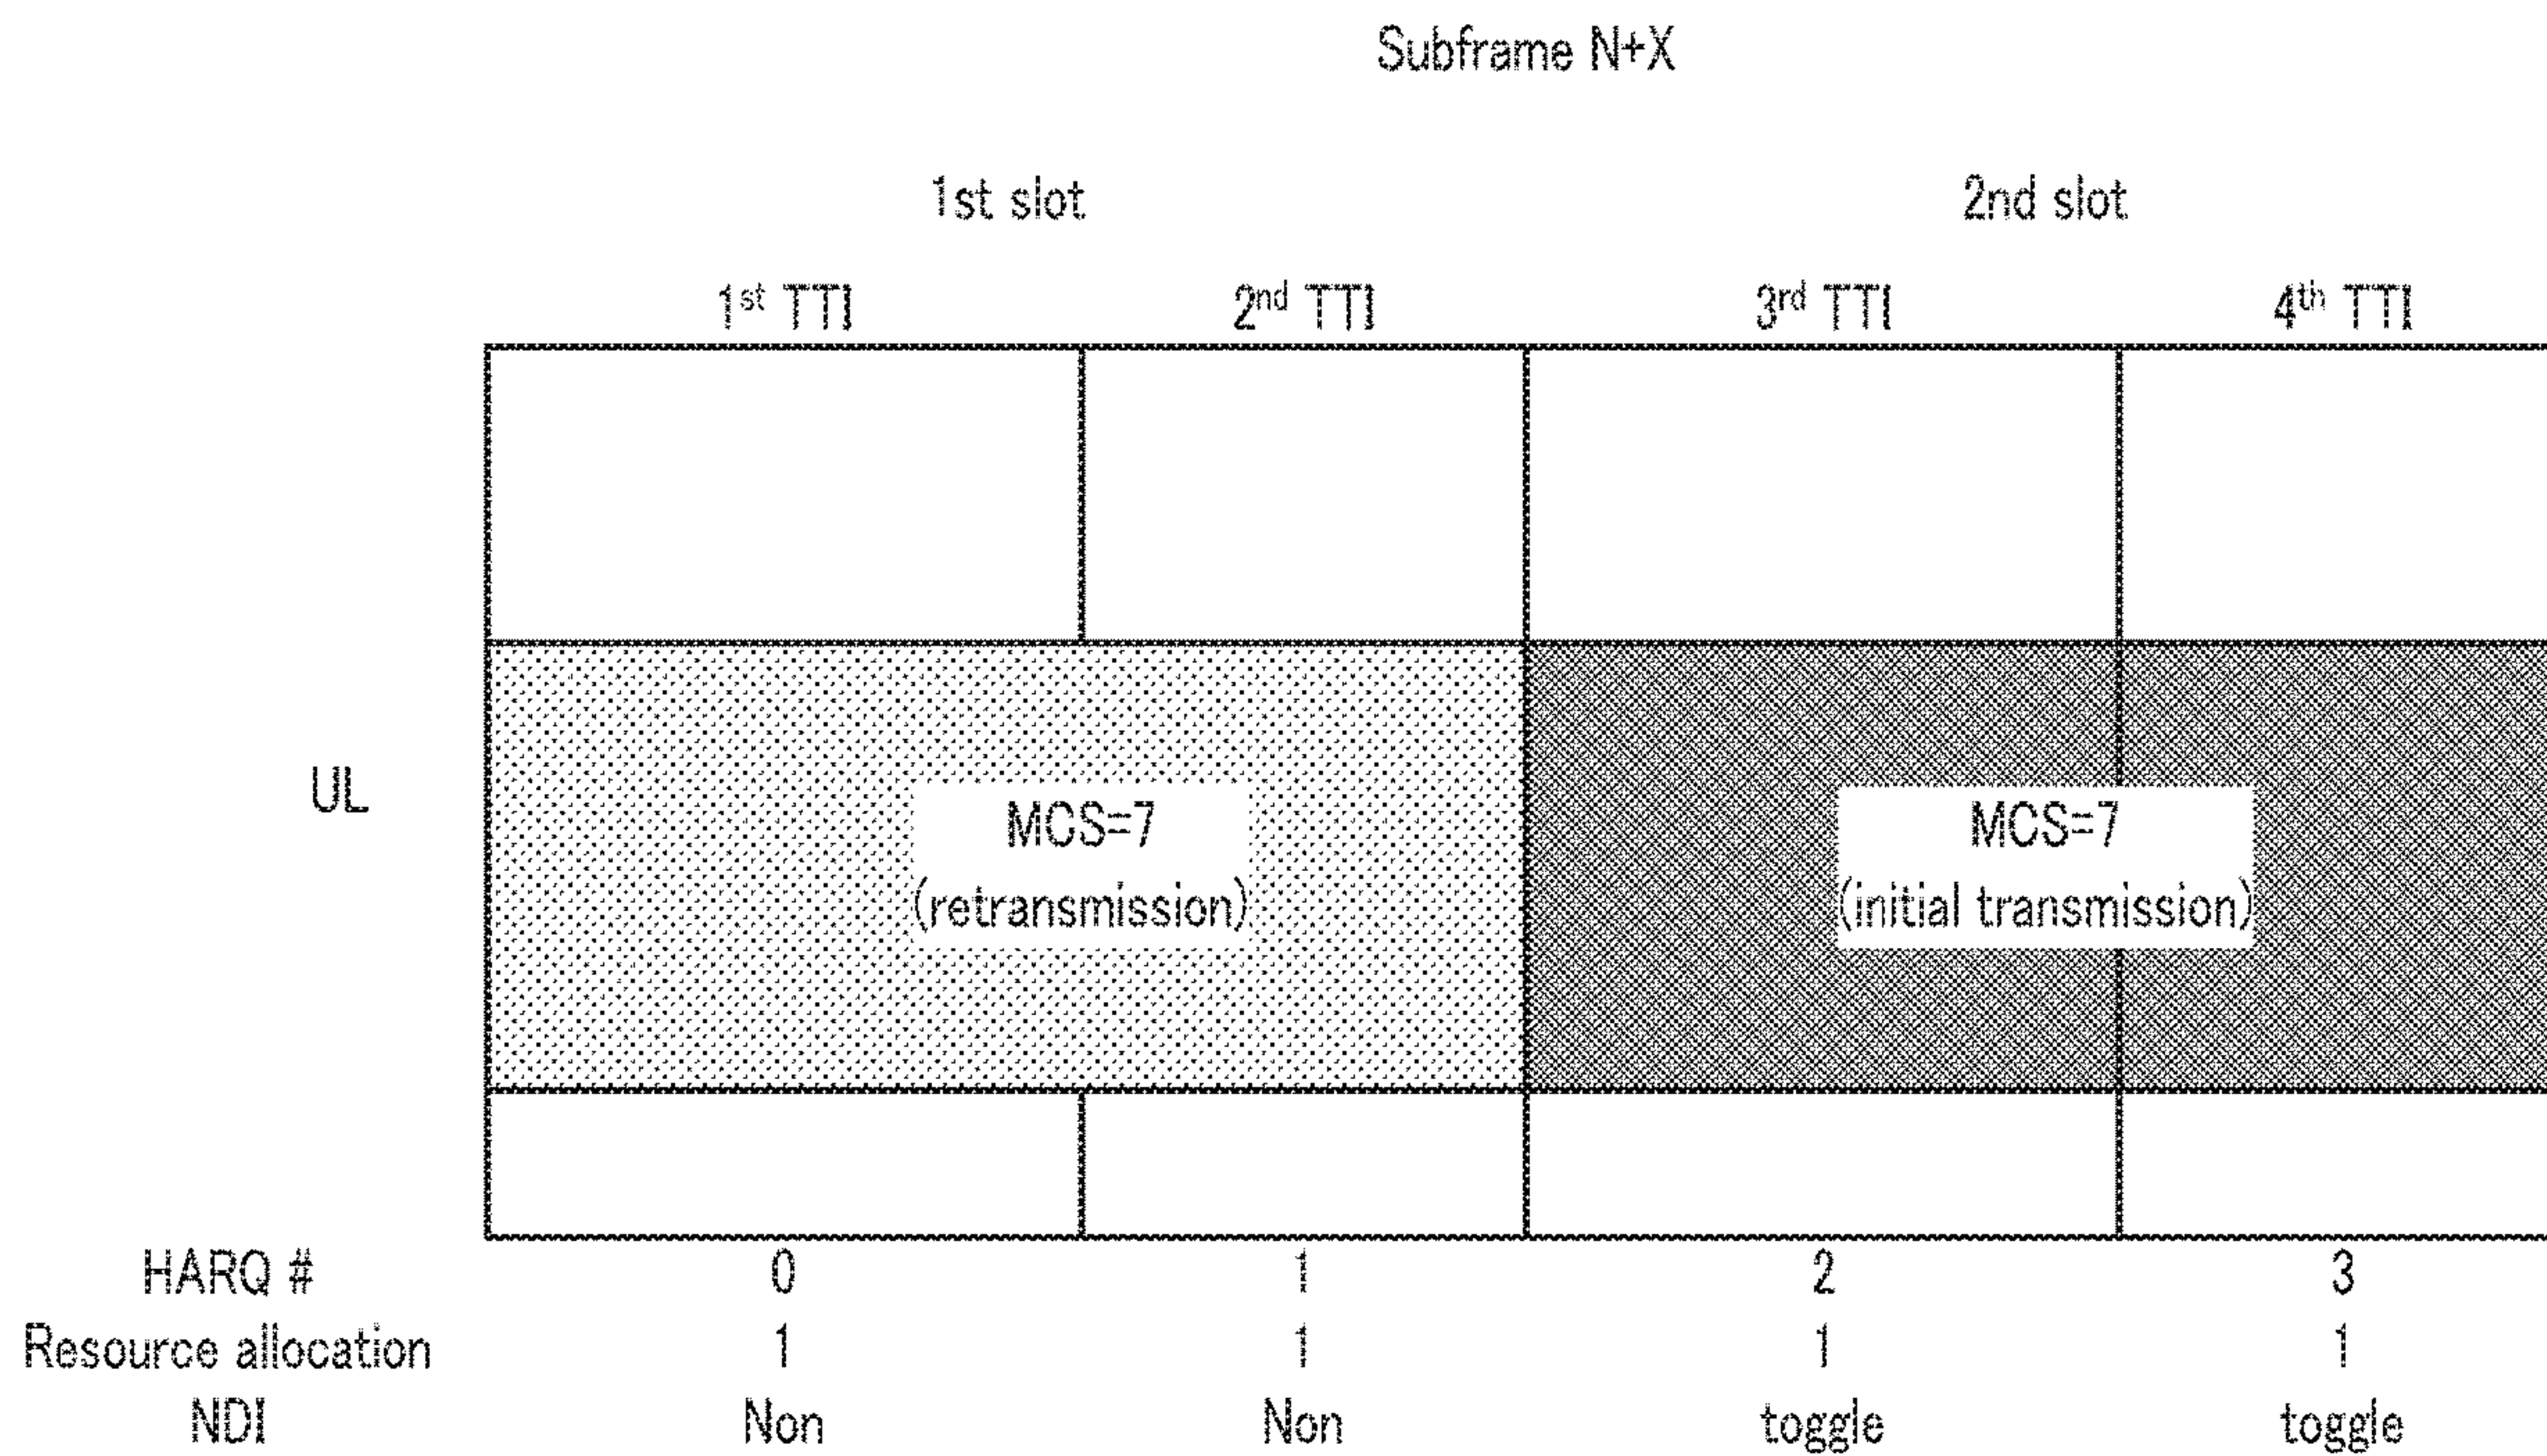 Subframe N+X
1st slot 2nd slot
1st TTI 2nd TTI 3rd TTI 4th TTI
UL
MCS=7
(retransmission)
MCS=7
(initial transmission)
HARQ # 0 1 2 3
Resource allocation 1 1 1 1
NDI Non Non toggle toggle